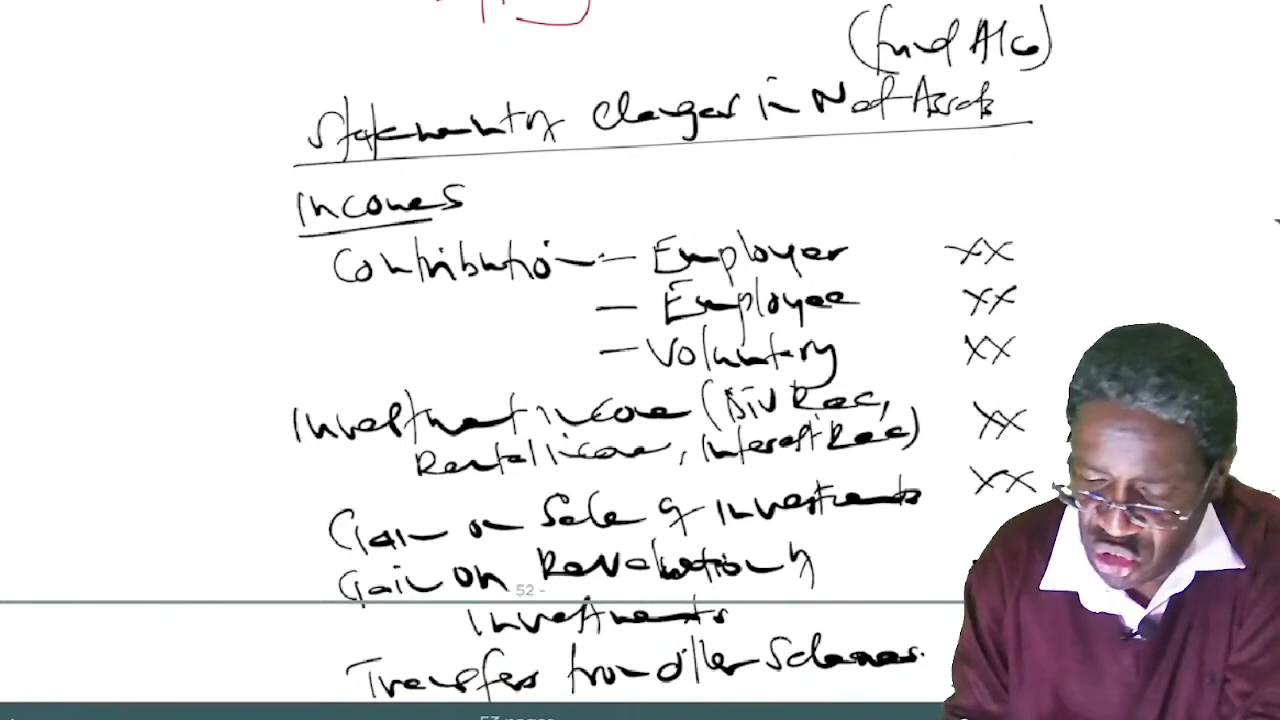 (fund A/c)
Statement of Changes in Net Assets
Incomes
Contribution - Employer XX
- Employee XX
- Voluntary XX
Investment income (Div Rec, XX
Rental income, Interest Rec)
Gain on Sale of investments XX
Gain on Revaluation of
52 -
investments
Transfers from other Schemes.